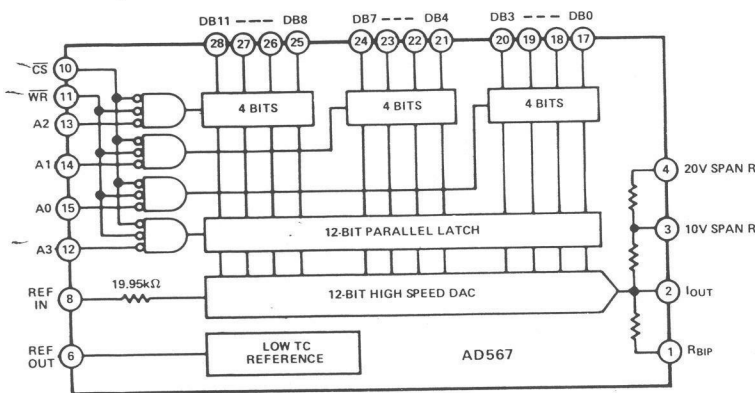 DB11 ---- DB8 DB7 ---- DB4 DB3 ---- DB0
28 27 26 25 24 23 22 21 20 19 18 17
C̅S̅ 10
W̅R̅ 11
A2 13
4 BITS 4 BITS 4 BITS
A1 14
A0 15
A3 12
4 20V SPAN R
3 10V SPAN R
12-BIT PARALLEL LATCH
REF IN 8
19.95kΩ
12-BIT HIGH SPEED DAC
2 IOUT
REF OUT 6
LOW TC
REFERENCE
AD567
1 RBIP